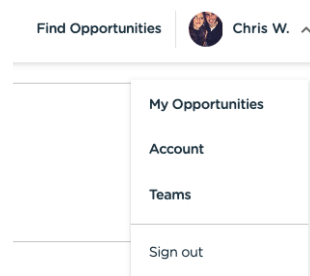 Find Opportunities Chris W.
My Opportunities
Account
Teams
Sign out